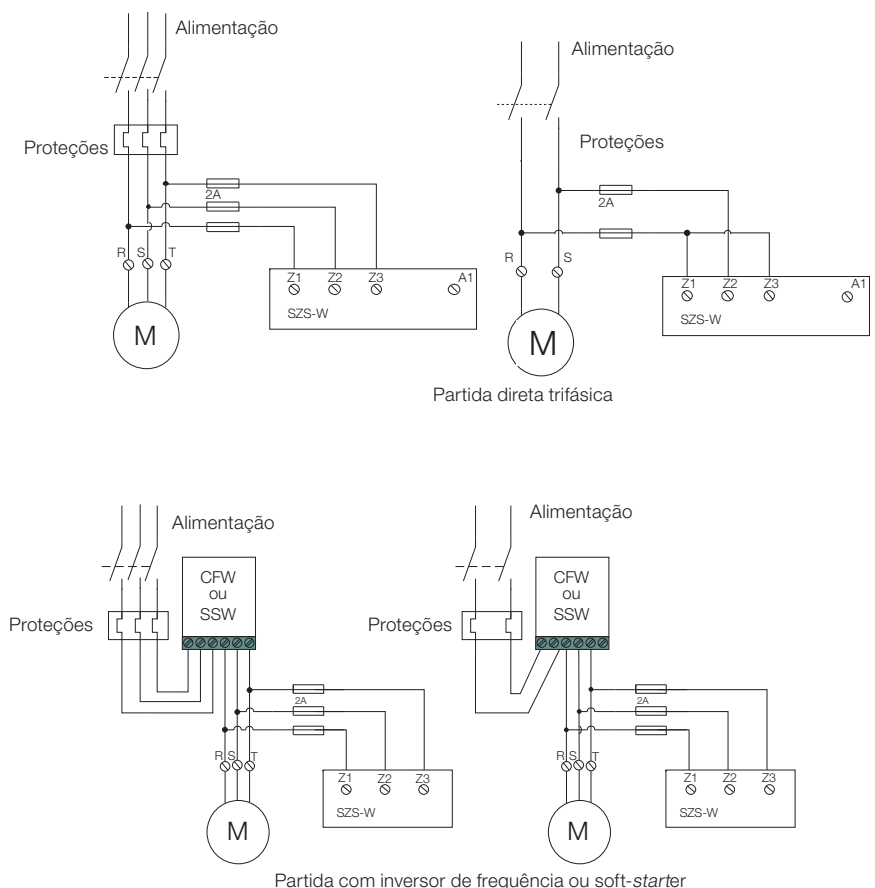 Alimentação
Proteções
2A
R S T
Z1 Z2 Z3 A1
SZS-W
M
Alimentação
Proteções
2A
R S
Z1 Z2 Z3 A1
SZS-W
M
Partida direta trifásica
Alimentação
CFW
ou
SSW
Proteções
2A
R S T
Z1 Z2 Z3
SZS-W
M
Alimentação
CFW
ou
SSW
Proteções
2A
R S T
Z1 Z2 Z3
SZS-W
M
Partida com inversor de frequência ou soft-starter